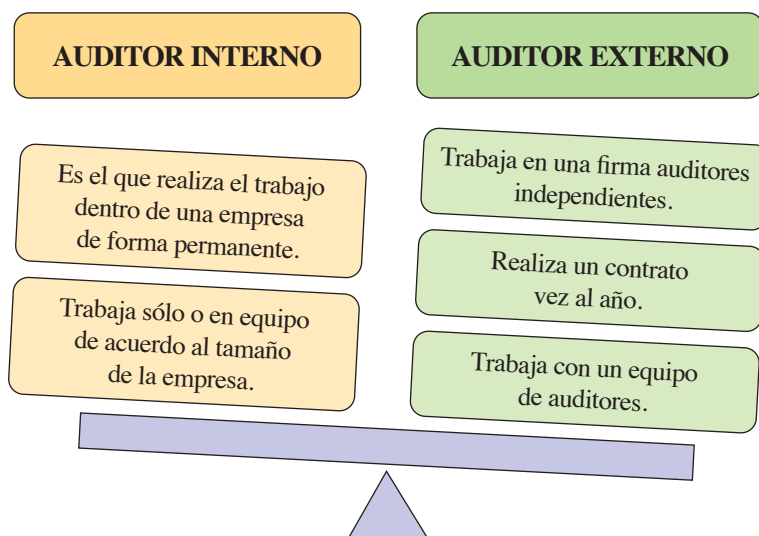 AUDITOR INTERNO
Es el que realiza el trabajo
dentro de una empresa
de forma permanente.
Trabaja sólo o en equipo
de acuerdo al tamaño
de la empresa.
AUDITOR EXTERNO
Trabaja en una firma auditores
independientes.
Realiza un contrato
vez al año.
Trabaja con un equipo
de auditores.